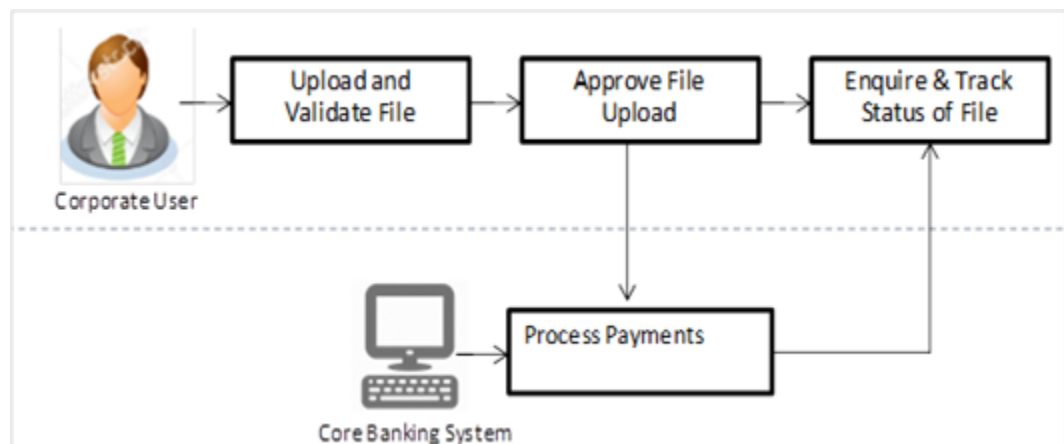 Upload and
Validate File
Approve File
Upload
Enquire & Track
Status of File
Corporate User
Process Payments
Core Banking System